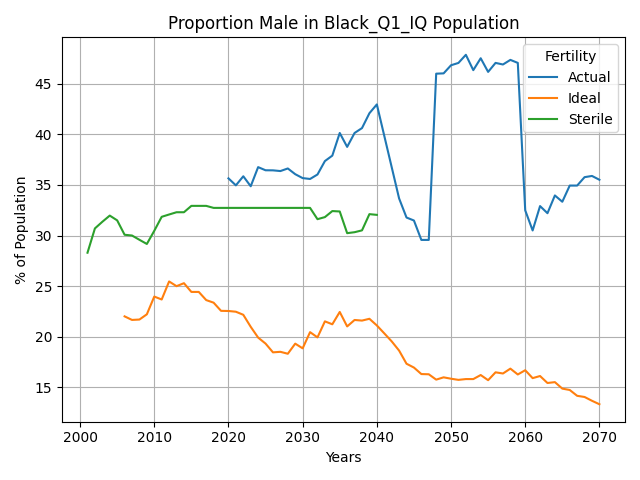 Proportion Male in Black_Q1_IQ Population
% of Population
45
40
35
30
25
20
15
2000 2010 2020 2030 2040 2050 2060 2070
Years
Fertility
Actual
Ideal
Sterile